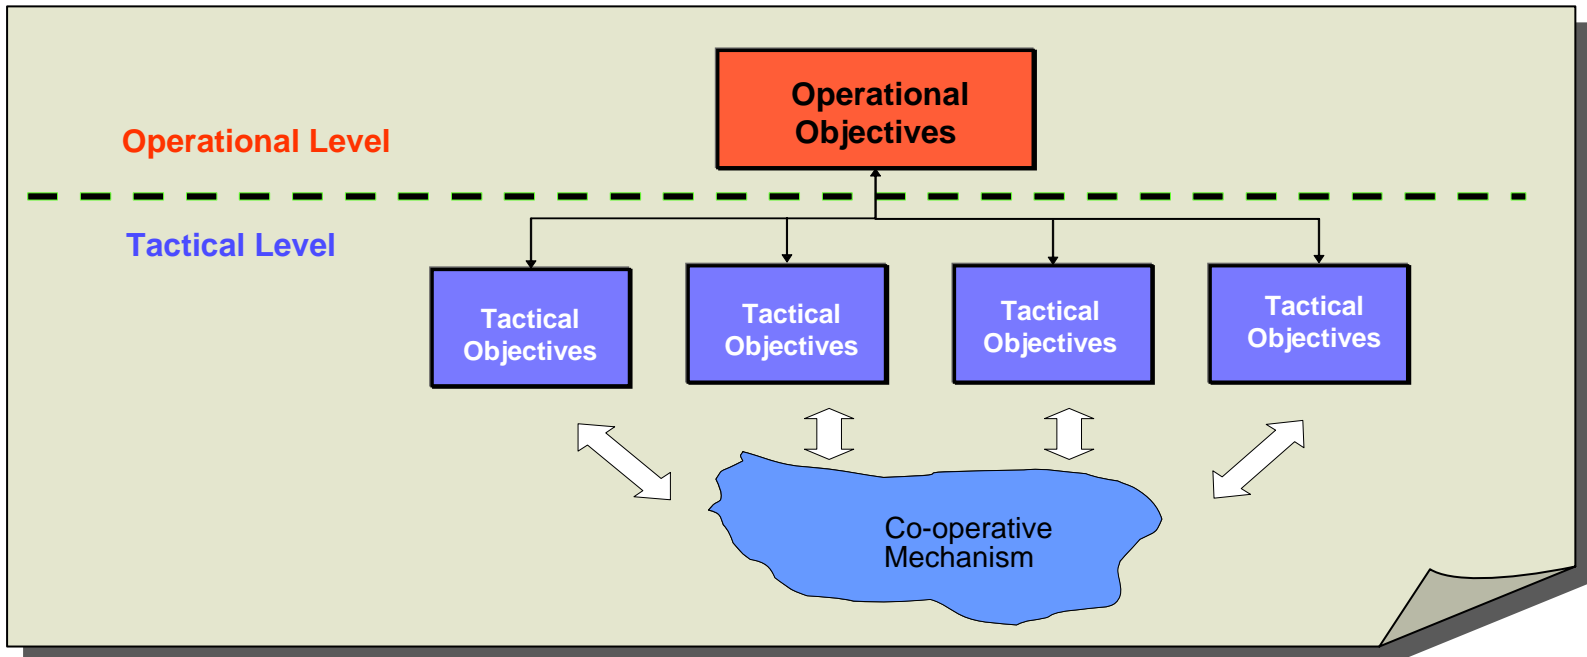 Operational
Objectives
Operational Level
Tactical Level
Tactical
Objectives
Tactical
Objectives
Tactical
Objectives
Tactical
Objectives
Co-operative
Mechanism